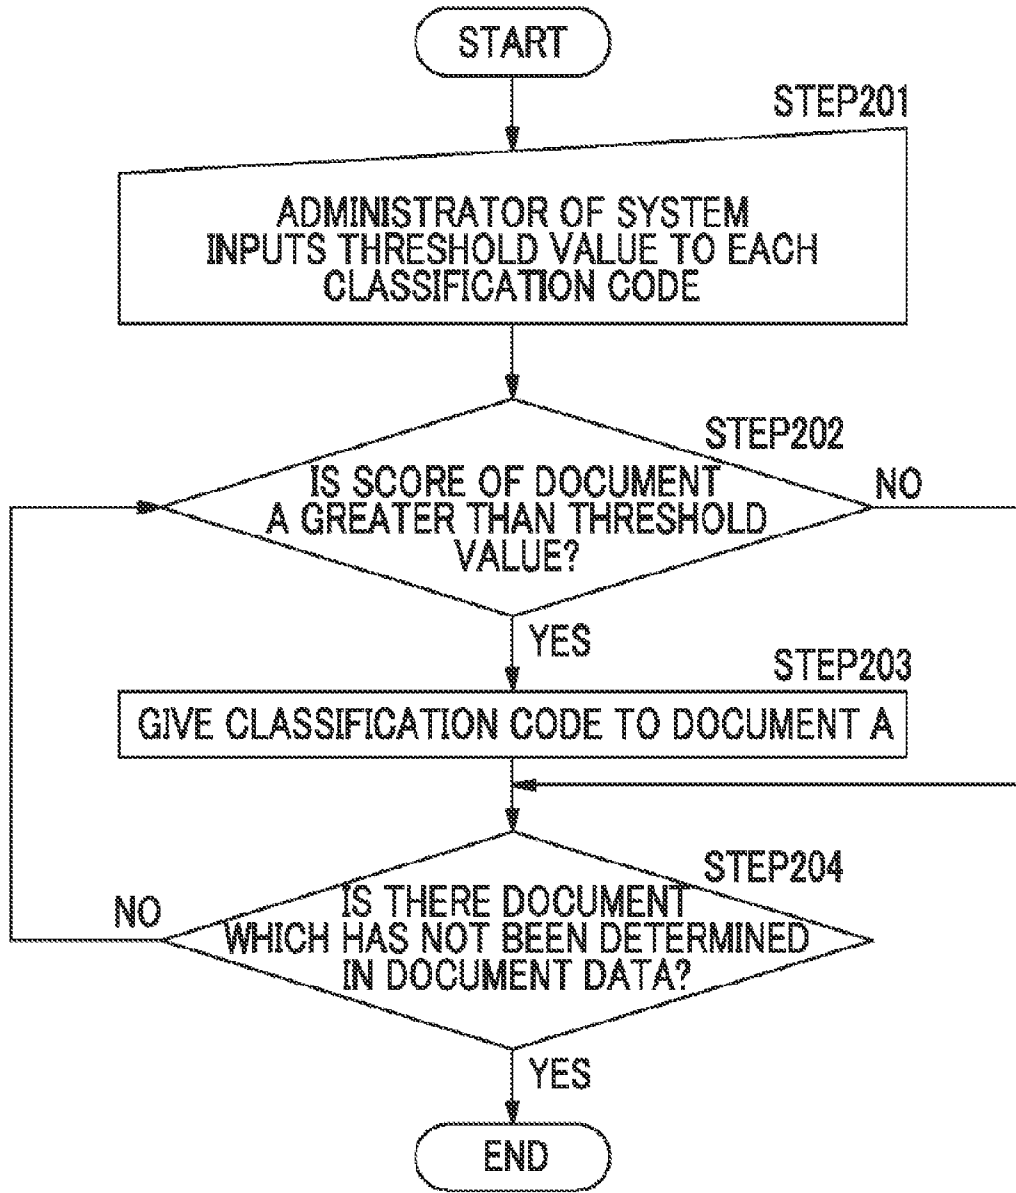 START
STEP201
ADMINISTRATOR OF SYSTEM
INPUTS THRESHOLD VALUE TO EACH
CLASSIFICATION CODE
STEP202
IS SCORE OF DOCUMENT
A GREATER THAN THRESHOLD
VALUE?
NO
YES
STEP203
GIVE CLASSIFICATION CODE TO DOCUMENT A
STEP204
IS THERE DOCUMENT
WHICH HAS NOT BEEN DETERMINED
IN DOCUMENT DATA?
NO
YES
END